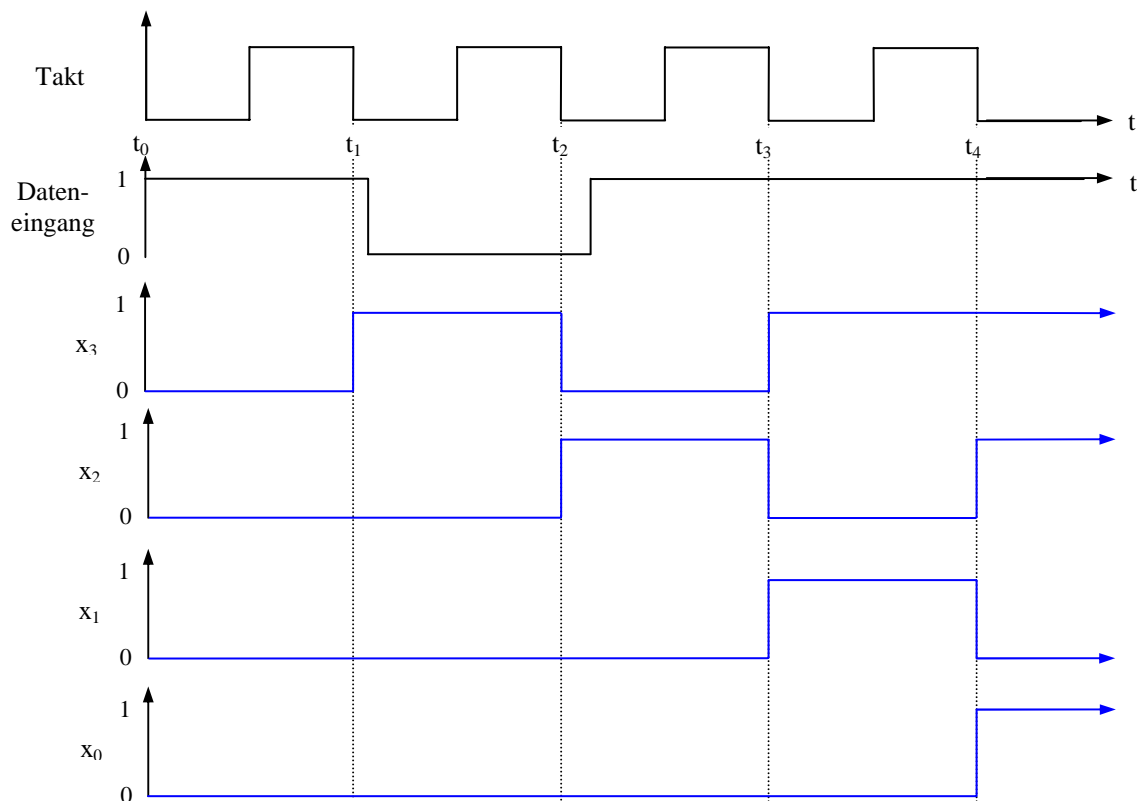 Takt
t
t₀ t₁ t₂ t₃ t₄
1
Daten-
eingang
t
0
1
x₃
0
1
x₂
0
1
x₁
0
1
x₀
0